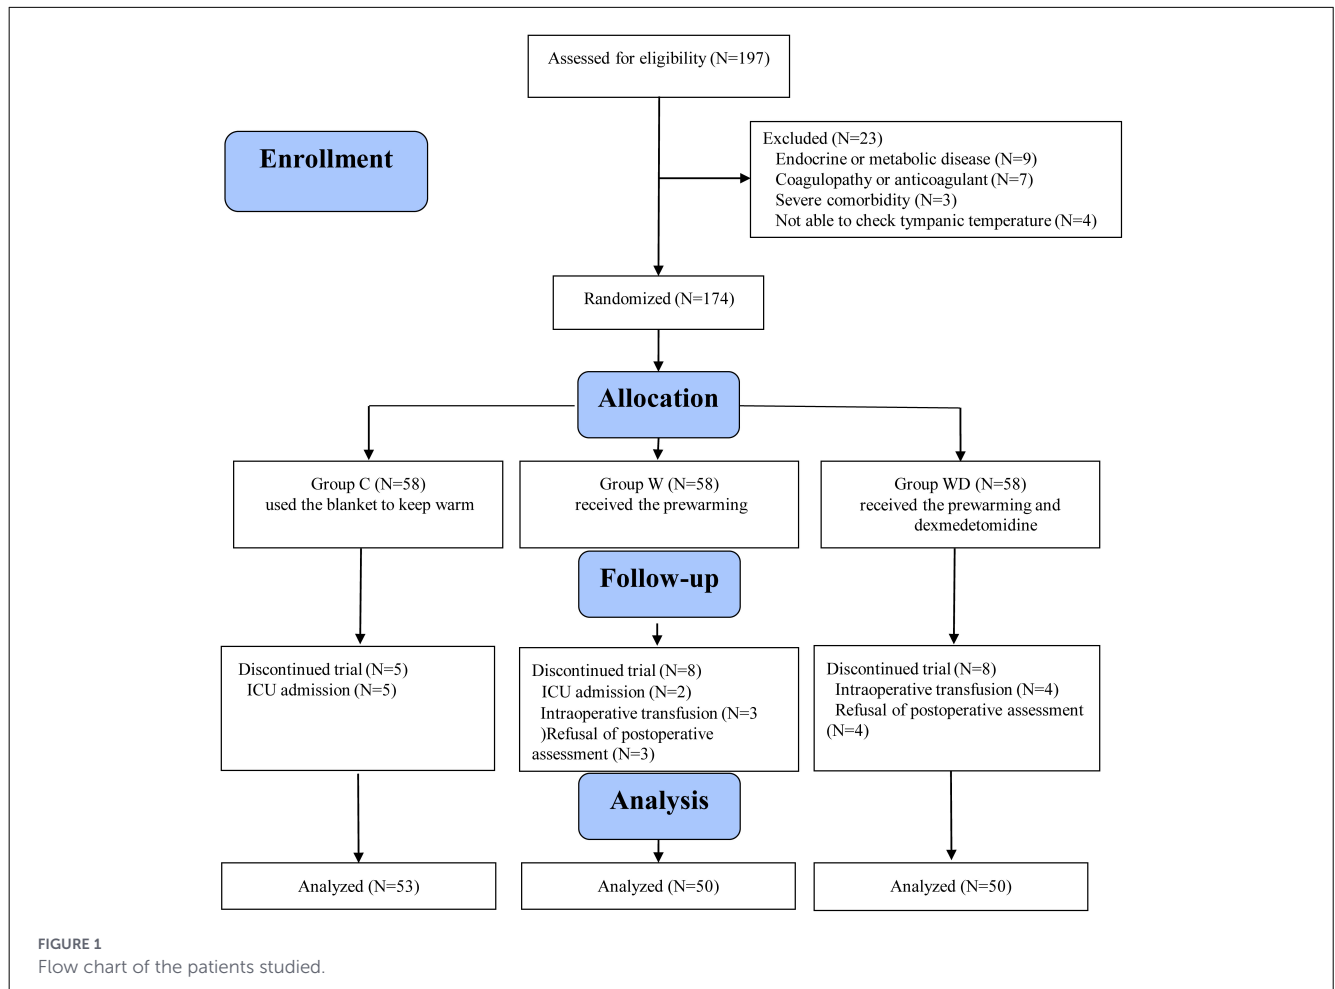 Assessed for eligibility (N=197)
Enrollment
Excluded (N=23)
Endocrine or metabolic disease (N=9)
Coagulopathy or anticoagulant (N=7)
Severe comorbidity (N=3)
Not able to check tympanic temperature (N=4)
Randomized (N=174)
Allocation
Group C (N=58)
used the blanket to keep warm
Group W (N=58)
received the prewarming
Group WD (N=58)
received the prewarming and
dexmedetomidine
Follow-up
Discontinued trial (N=5)
ICU admission (N=5)
Discontinued trial (N=8)
ICU admission (N=2)
Intraoperative transfusion (N=3
)Refusal of postoperative
assessment (N=3)
Discontinued trial (N=8)
Intraoperative transfusion (N=4)
Refusal of postoperative assessment
(N=4)
Analysis
Analyzed (N=53)
Analyzed (N=50)
Analyzed (N=50)
FIGURE 1
Flow chart of the patients studied.